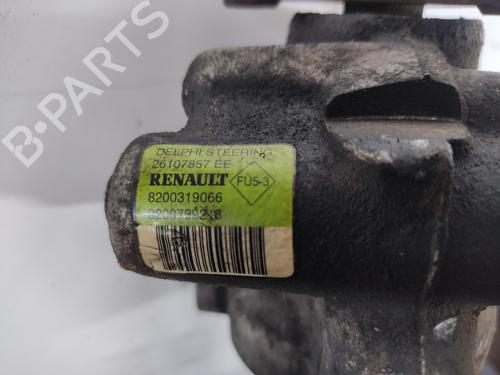 B-PARTS
DELPHI STEERING
26107857 EE
RENAULT
FU5-3
8200319066